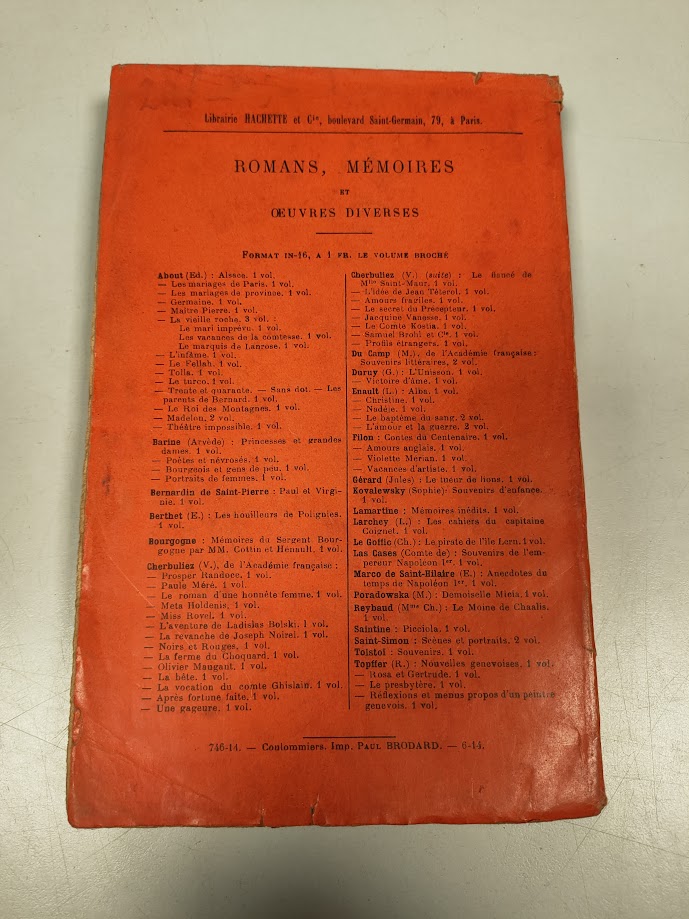 Librairie HACHETTE et Cie, boulevard Saint-Germain, 79, à Paris.
ROMANS, MÉMOIRES
ET
ŒUVRES DIVERSES
FORMAT IN-16, A 1 FR. LE VOLUME BROCHÉ
About (Ed.) : Alsace. 1 vol.
— Les mariages de Paris. 1 vol.
— Les mariages de province. 1 vol.
— Germaine. 1 vol.
— Maître Pierre. 1 vol.
— La vieille roche. 3 vol. :
Le mari imprévu. 1 vol.
Les vacances de la comtesse. 1 vol.
Le marquis de Lanrose. 1 vol.
— L'infâme. 1 vol.
— Le Fellah. 1 vol.
— Tolla. 1 vol.
— Le turco. 1 vol.
— Trente et quarante. — Sans dot. — Les
parents de Bernard. 1 vol.
— Le Roi des Montagnes. 1 vol.
— Madelon. 2 vol.
— Théâtre impossible. 1 vol.
Barine (Arvède) : Princesses et grandes
dames. 1 vol.
— Poètes et névrosés. 1 vol.
— Bourgeois et gens de peu. 1 vol.
— Portraits de femmes. 1 vol.
Bernardin de Saint-Pierre : Paul et Virgi-
nie. 1 vol.
Berthet (E.) : Les houilleurs de Polignies.
1 vol.
Bourgogne : Mémoires du Sergent Bour-
gogne par MM. Cottin et Hénault. 1 vol.
Cherbuliez (V.), de l'Académie française :
— Prosper Randoce. 1 vol.
— Paule Méré. 1 vol.
— Le roman d'une honnête femme. 1 vol.
— Meta Holdenis. 1 vol.
— Miss Rovel. 1 vol.
— L'aventure de Ladislas Bolski. 1 vol.
— La revanche de Joseph Noirel. 1 vol.
— Noirs et Rouges. 1 vol.
— La ferme du Choquard. 1 vol.
— Olivier Maugant. 1 vol.
— La bête. 1 vol.
— La vocation du comte Ghislain. 1 vol.
— Après fortune faite. 1 vol.
— Une gageure. 1 vol.
Cherbuliez (V.) (suite) : Le fiancé de
Mlle Saint-Maur. 1 vol.
— L'idée de Jean Têterol. 1 vol.
— Amours fragiles. 1 vol.
— Le secret du Précepteur. 1 vol.
— Jacquine Vanesse. 1 vol.
— Le Comte Kostia. 1 vol.
— Samuel Brohl et Cie. 1 vol.
— Profils étrangers. 1 vol.
Du Camp (M.), de l'Académie française :
Souvenirs littéraires. 2 vol.
Duruy (G.) : L'Unisson. 1 vol.
— Victoire d'âme. 1 vol.
Enault (L.) : Alba. 1 vol.
— Christine. 1 vol.
— Nadèje. 1 vol.
— Le baptême du sang. 2 vol.
— L'amour et la guerre. 2 vol.
Filon : Contes du Centenaire. 1 vol.
— Amours anglais. 1 vol.
— Violette Mérian. 1 vol.
— Vacances d'artiste. 1 vol.
Gérard (Jules) : Le tueur de lions. 1 vol.
Kovalewsky (Sophie) : Souvenirs d'enfance.
1 vol.
Lamartine : Mémoires inédits. 1 vol.
Larchey (L.) : Les cahiers du capitaine
Coignet. 1 vol.
Le Goffic (Ch.) : Le pirate de l'île Lern. 1 vol.
Las Cases (Comte de) : Souvenirs de l'em-
pereur Napoléon Ier. 1 vol.
Marco de Saint-Hilaire (E.) : Anecdotes du
temps de Napoléon Ier. 1 vol.
Poradowska (M.) : Demoiselle Micia. 1 vol.
Reybaud (Mme Ch.) : Le Moine de Chaalis.
1 vol.
Saintine : Picciola. 1 vol.
Saint-Simon : Scènes et portraits. 2 vol.
Tolstoï : Souvenirs. 1 vol.
Topffer (R.) : Nouvelles genevoises. 1 vol.
— Rosa et Gertrude. 1 vol.
— Le presbytère. 1 vol.
— Réflexions et menus propos d'un peintre
genevois. 1 vol.
746-14. — Coulommiers. Imp. PAUL BRODARD. — 6-14.